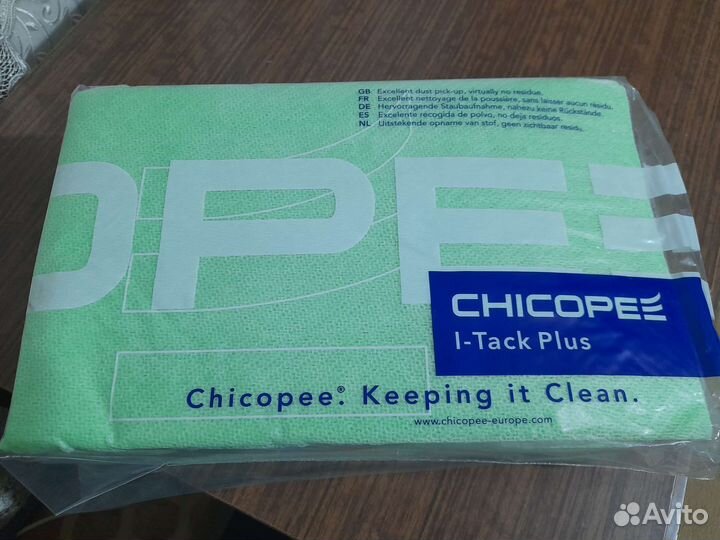 GB Excellent dust pick-up, virtually no residue.
FR Excellent nettoyage de la poussière, sans laisser aucun résidu.
DE Hervorragende Staubaufnahme, nahezu keine Rückstände.
ES Excelente recogida de polvo, no deja residuos.
NL Uitstekende opname van stof, geen zichtbaar residu.
OPEE
CHICOPEE
I-Tack Plus
Chicopee®. Keeping it Clean.
www.chicopee-europe.com
Avito